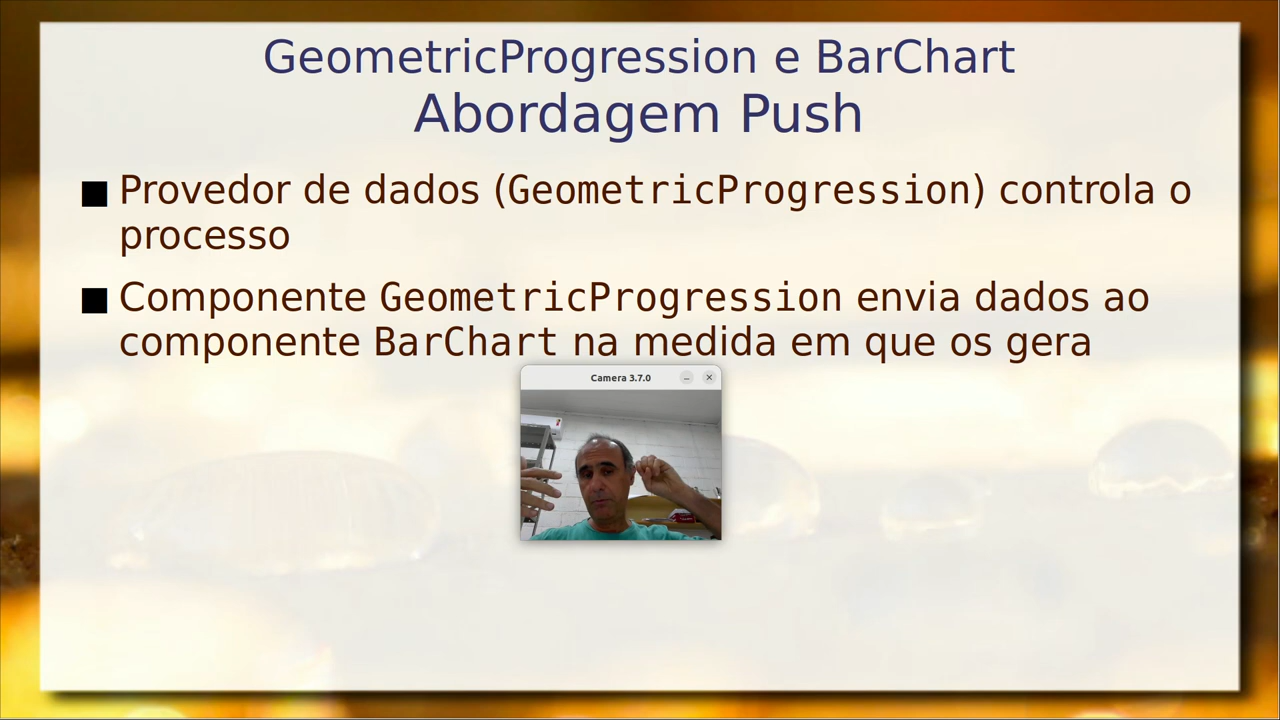 GeometricProgression e BarChart
Abordagem Push
Provedor de dados (GeometricProgression) controla o
processo
Componente GeometricProgression envia dados ao
componente BarChart na medida em que os gera
Camera 3.7.0